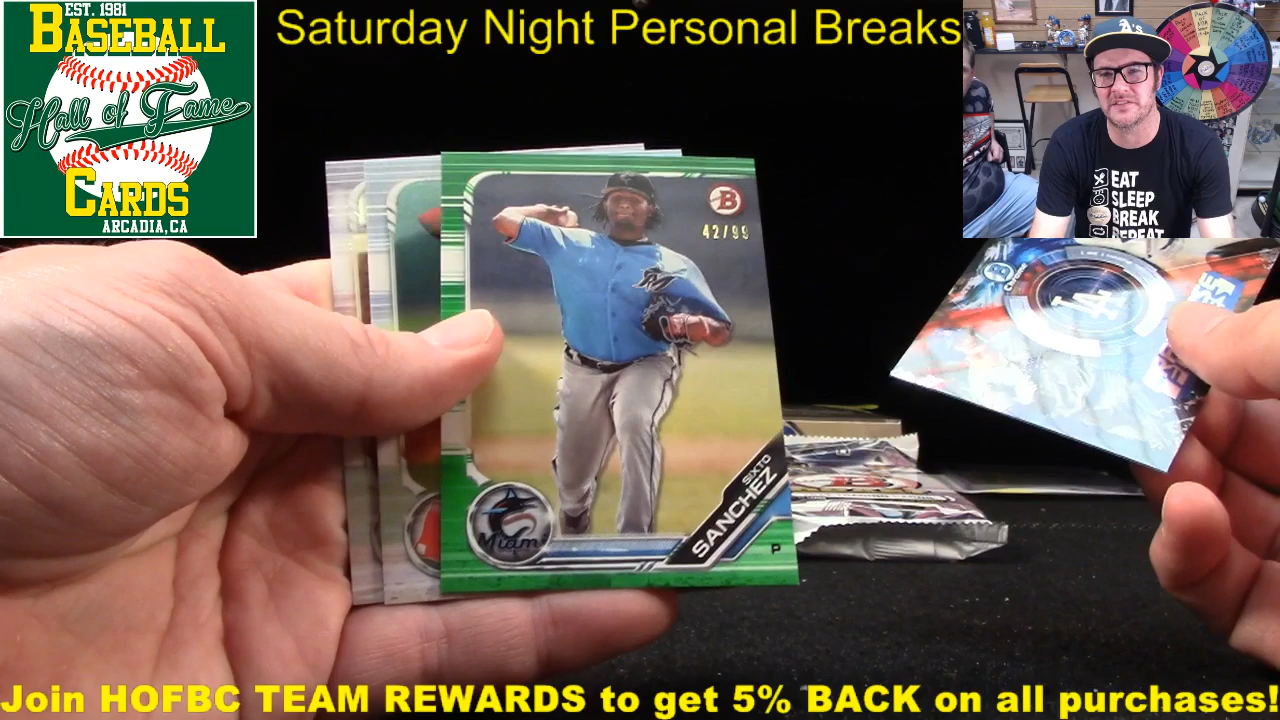 EST. 1981
BASEBALL
Hall of Fame
CARDS
ARCADIA, CA
Saturday Night Personal Breaks
A's
EAT
SLEEP
BREAK
REPEAT
B
42/99
M
Miami
SIXTO
SANCHEZ
P
LA
Join HOFBC TEAM REWARDS to get 5% BACK on all purchases!